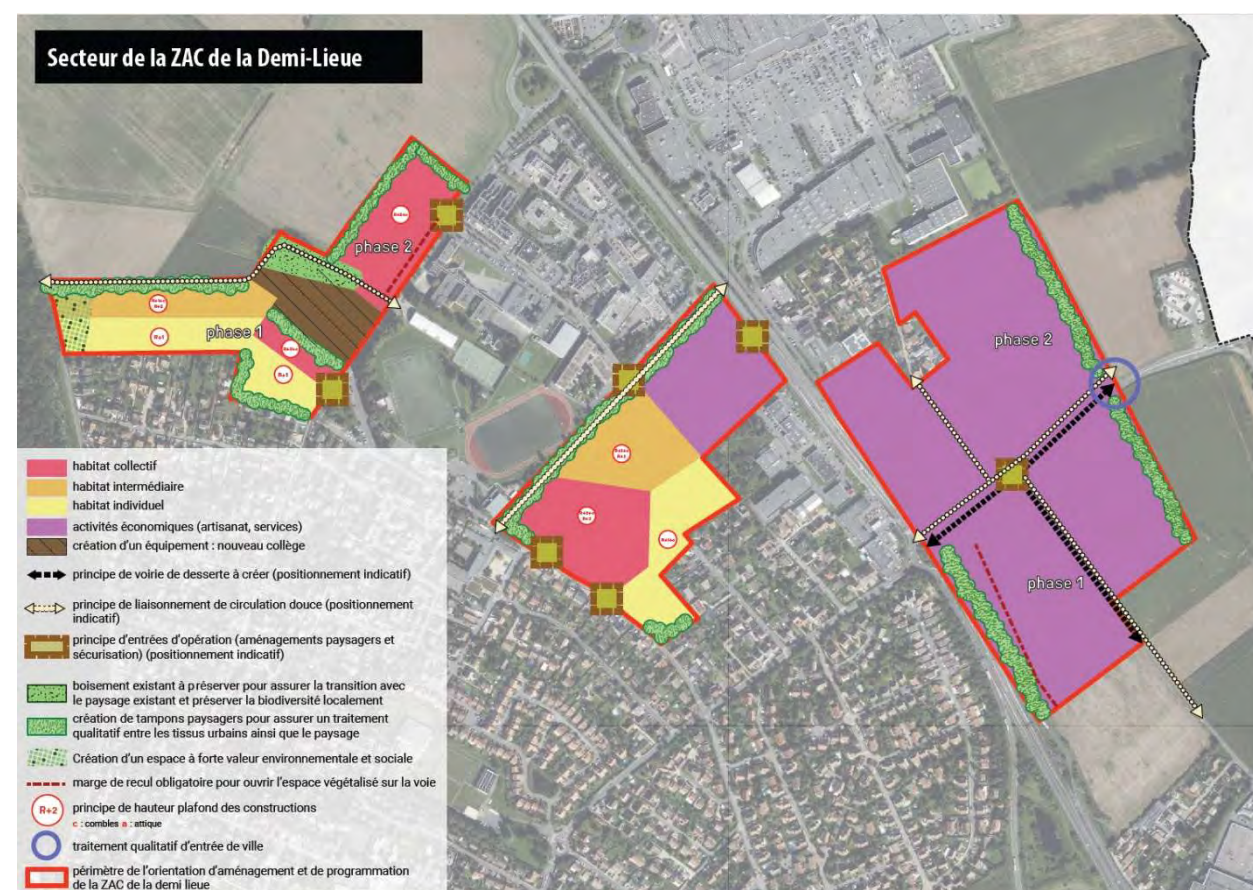 Secteur de la ZAC de la Demi-Lieue
phase 2
phase 1
R+1
R+1
phase 2
phase 1
habitat collectif
habitat intermédiaire
habitat individuel
activités économiques (artisanat, services)
création d'un équipement : nouveau collège
principe de voirie de desserte à créer (positionnement indicatif)
principe de liaisonnement de circulation douce (positionnement
indicatif)
principe d'entrées d'opération (aménagements paysagers et
sécurisation) (positionnement indicatif)
boisement existant à préserver pour assurer la transition avec
le paysage existant et préserver la biodiversité localement
création de tampons paysagers pour assurer un traitement
qualitatif entre les tissus urbains ainsi que le paysage
Création d'un espace à forte valeur environnementale et sociale
marge de recul obligatoire pour ouvrir l'espace végétalisé sur la voie
R+2
principe de hauteur plafond des constructions
c : combles a : attique
traitement qualitatif d'entrée de ville
périmètre de l'orientation d'aménagement et de programmation
de la ZAC de la demi lieue